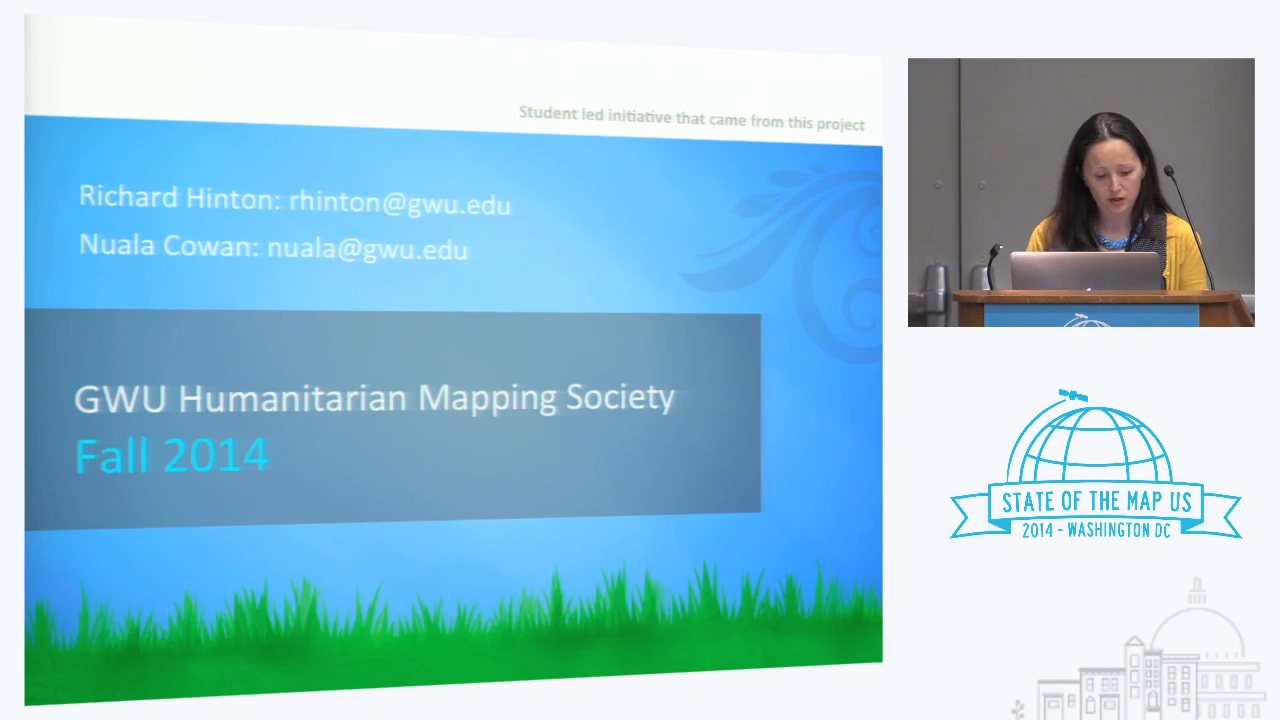 Student led initiative that came from this project
Richard Hinton: rhinton@gwu.edu
Nuala Cowan: nuala@gwu.edu
GWU Humanitarian Mapping Society
Fall 2014
STATE OF THE MAP US
2014 - WASHINGTON DC